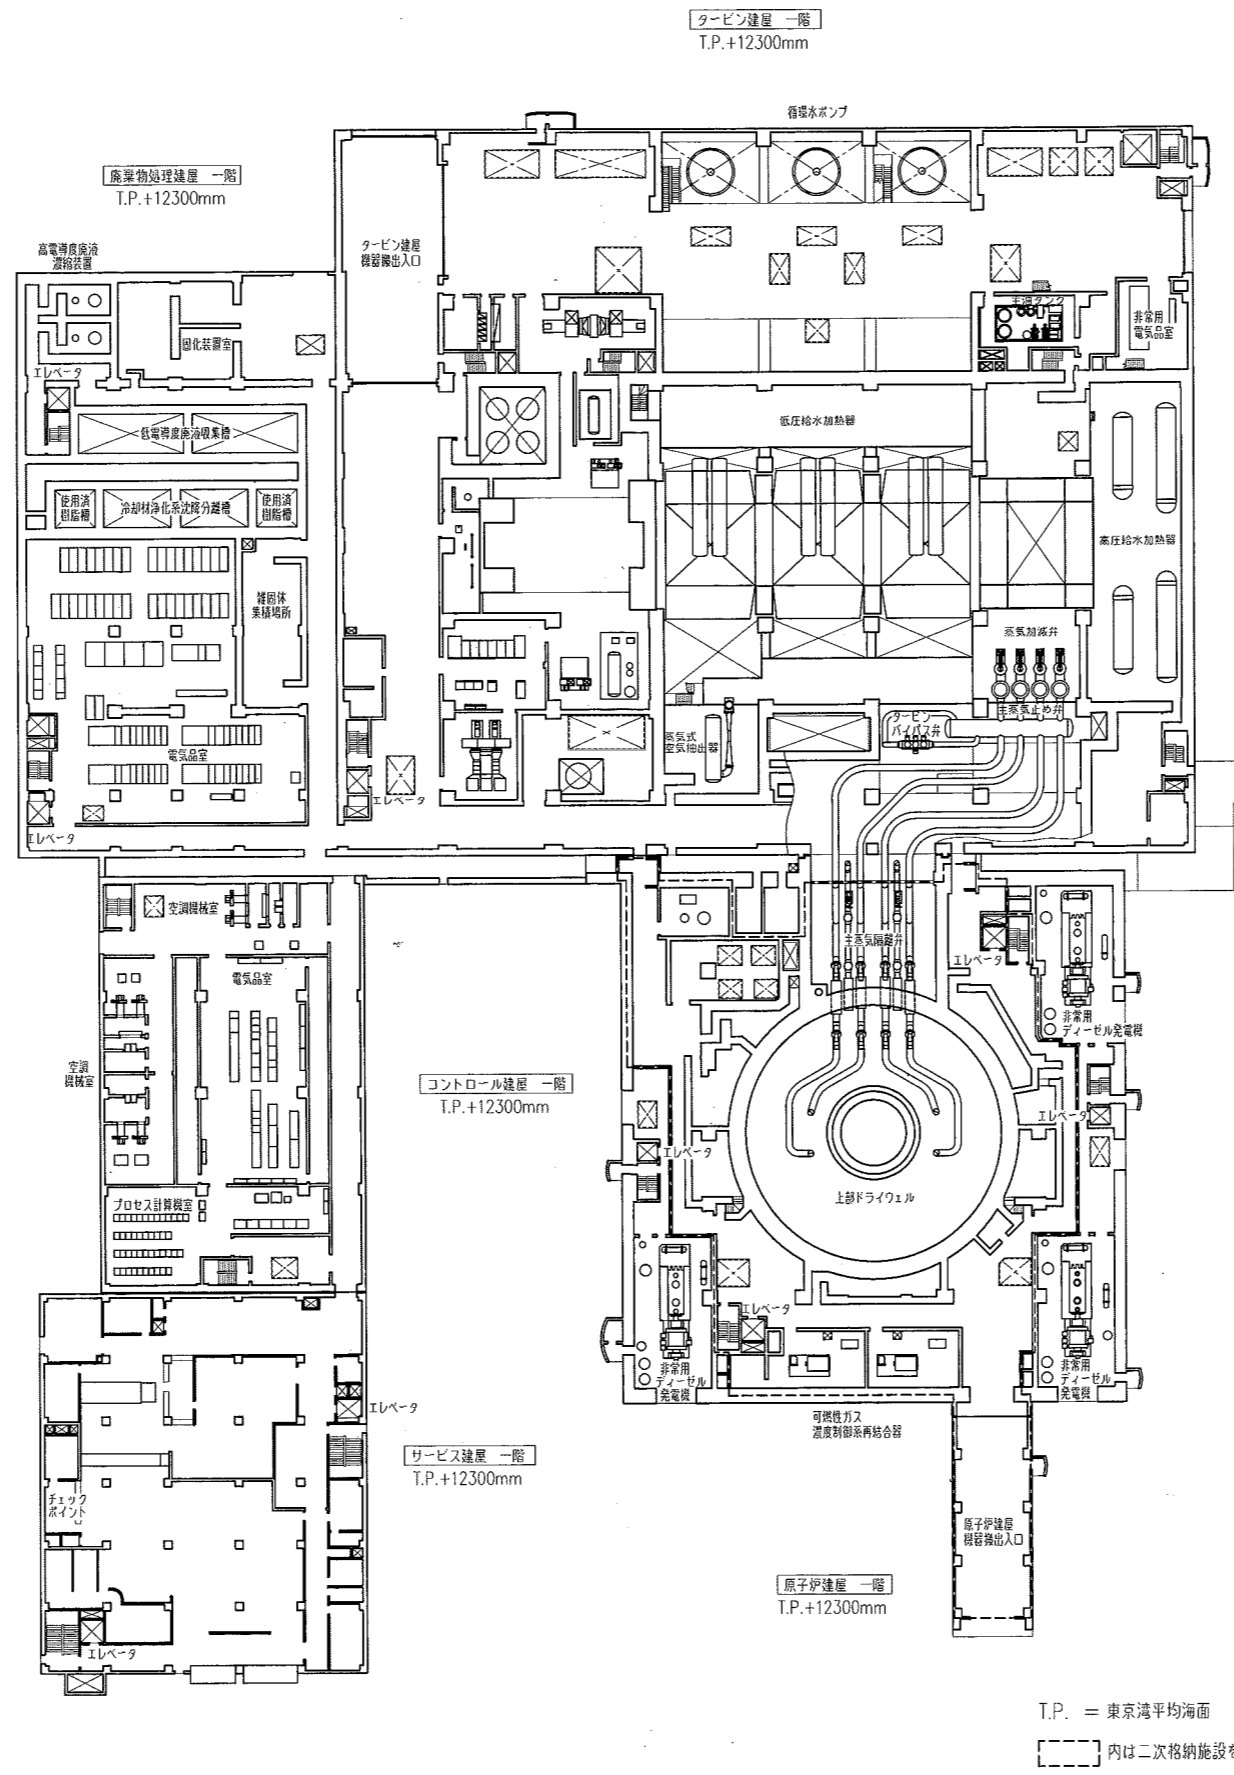 タービン建屋　一階
T.P.+12300mm
循環水ポンプ
廃棄物処理建屋　一階
T.P.+12300mm
高電導度廃液
濃縮装置
タービン建屋
機器搬出入口
主油タンク
非常用
電気品室
固化装置室
エレベータ
低電導度廃液収集槽
低圧給水加熱器
使用済
樹脂槽
冷却材浄化系沈降分離槽
使用済
樹脂槽
高圧給水加熱器
雑固体
集積場所
蒸気加減弁
主蒸気止め弁
タービン
バイパス弁
蒸気式
空気抽出器
電気品室
エレベータ
エレベータ
空調機械室
主蒸気隔離弁
エレベータ
電気品室
非常用
ディーゼル発電機
空調
機械室
コントロール建屋　一階
T.P.+12300mm
エレベータ
エレベータ
プロセス計算機室
上部ドライウェル
エレベータ
非常用
ディーゼル
発電機
非常用
ディーゼル
発電機
エレベータ
可燃性ガス
濃度制御系再結合器
サービス建屋　一階
T.P.+12300mm
チェック
ポイント
原子炉建屋
機器搬出入口
原子炉建屋　一階
T.P.+12300mm
エレベータ
T.P. ＝ 東京湾平均海面
内は二次格納施設を